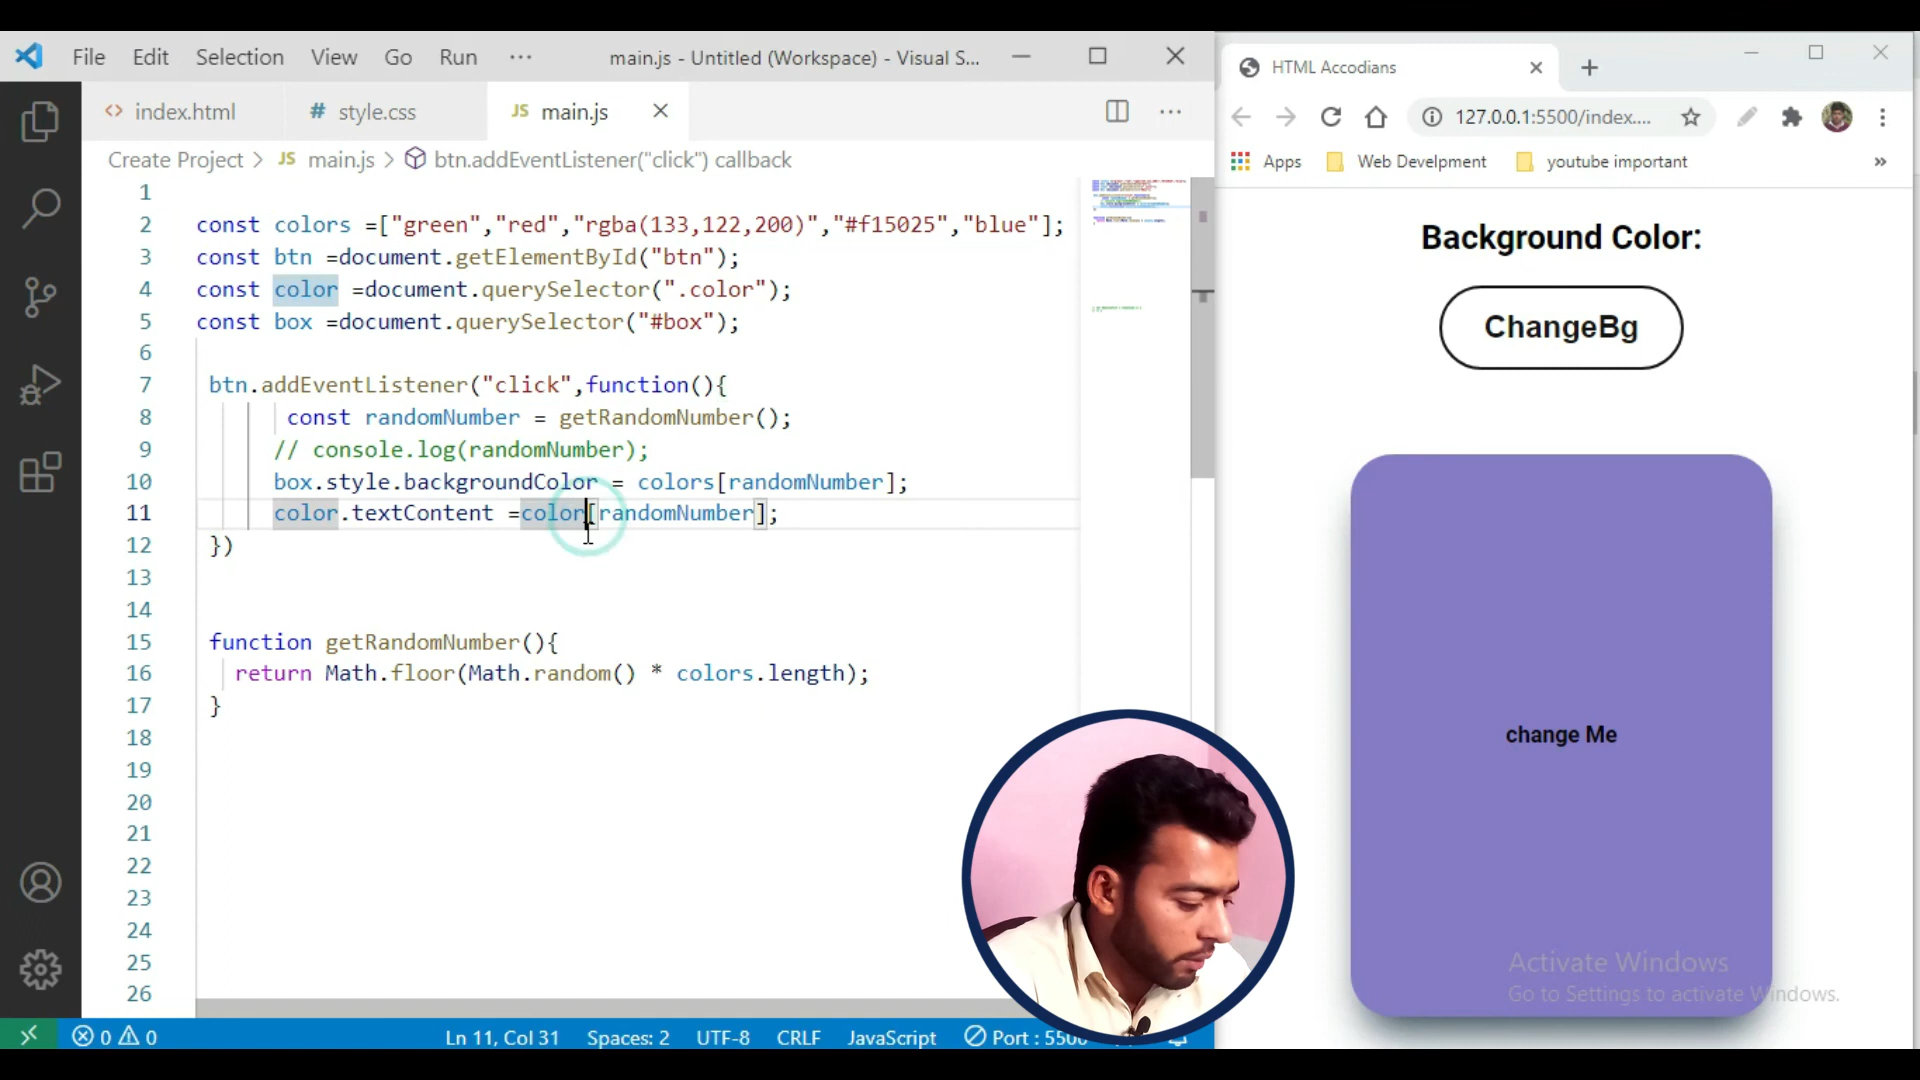 File Edit Selection View Go Run ··· main.js - Untitled (Workspace) - Visual S...
index.html # style.css JS main.js
Create Project > JS main.js > btn.addEventListener("click") callback
1
2 const colors =["green","red","rgba(133,122,200)","#f15025","blue"];
3 const btn =document.getElementById("btn");
4 const color =document.querySelector(".color");
5 const box =document.querySelector("#box");
6
7 btn.addEventListener("click",function(){
8 const randomNumber = getRandomNumber();
9 // console.log(randomNumber);
10 box.style.backgroundColor = colors[randomNumber];
11 color.textContent =color[randomNumber];
12 })
13
14
15 function getRandomNumber(){
16 return Math.floor(Math.random() * colors.length);
17 }
18
19
20
21
22
23
24
25
26
0 0 Ln 11, Col 31 Spaces: 2 UTF-8 CRLF JavaScript Port : 5500
HTML Accodians
127.0.0.1:5500/index....
Apps Web Develpment youtube important »
Background Color:
ChangeBg
change Me
Activate Windows
Go to Settings to activate Windows.